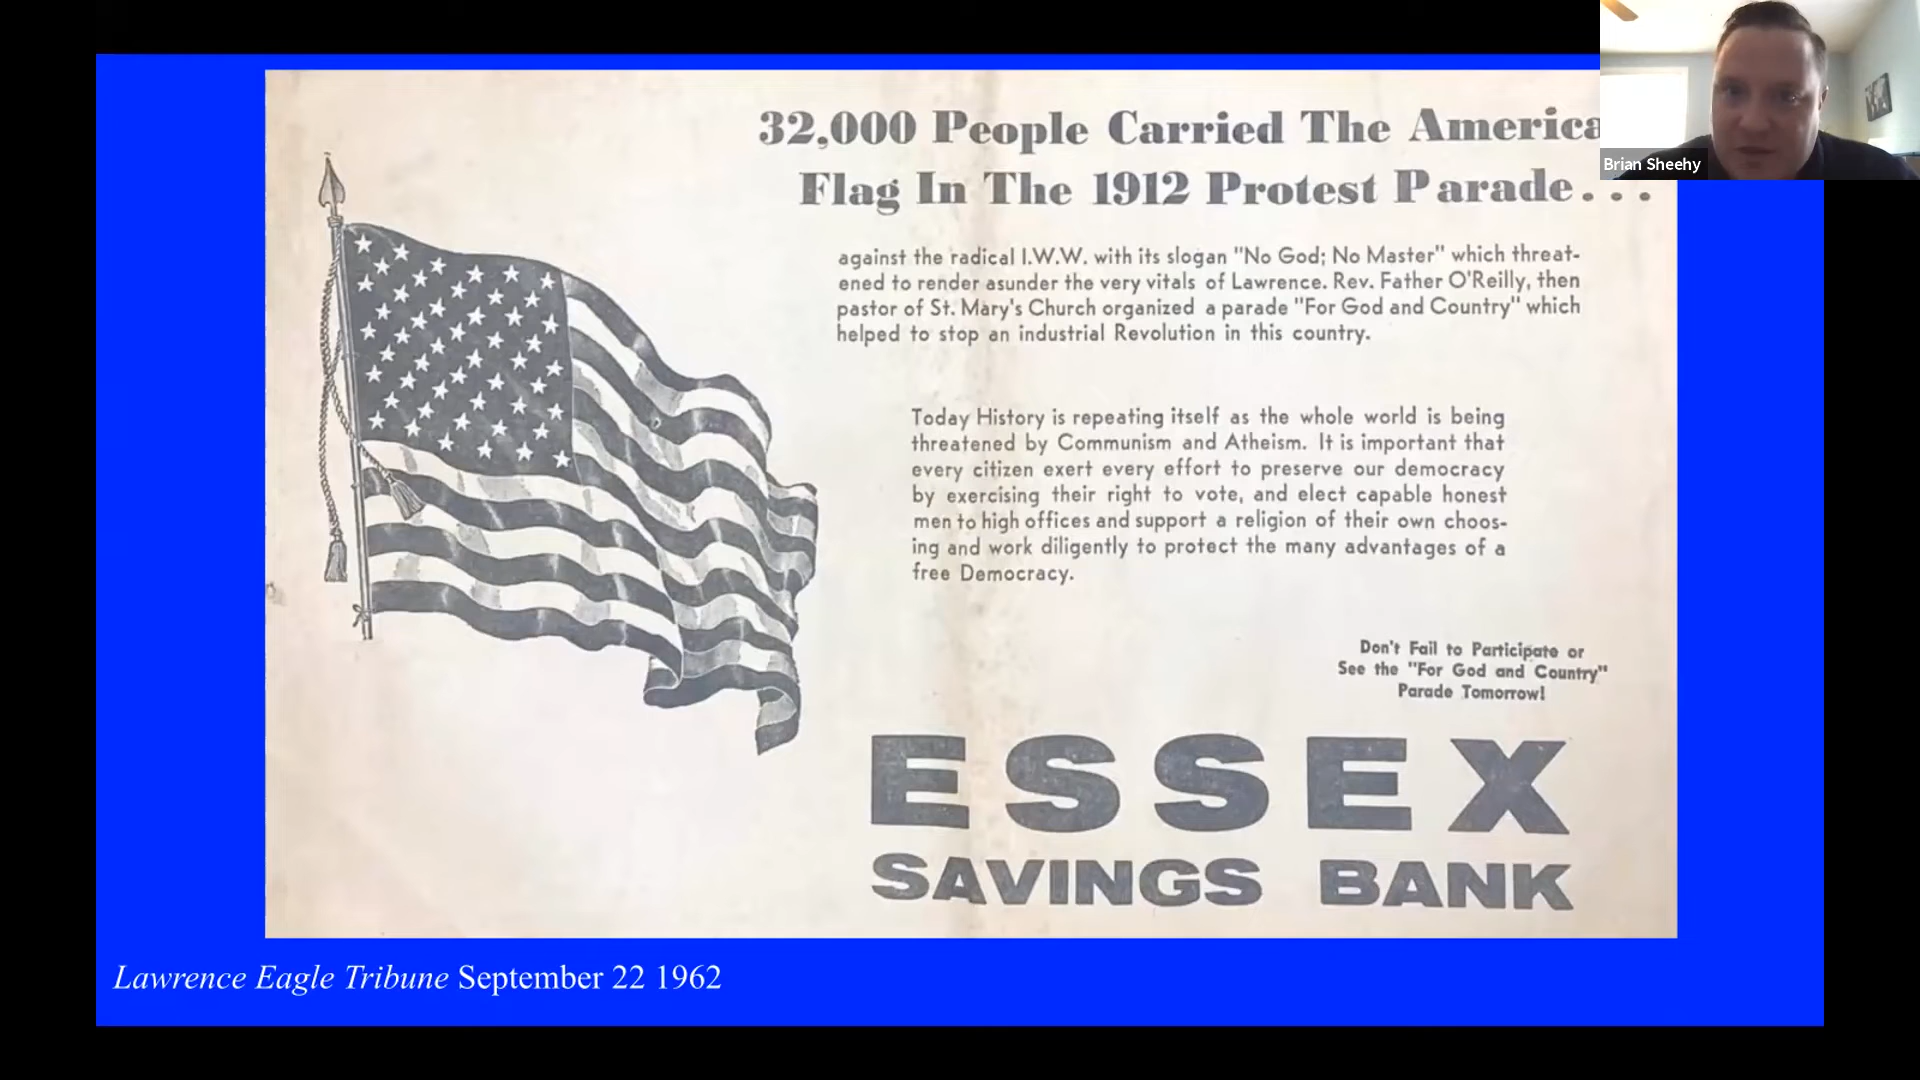 32,000 People Carried The America
Flag In The 1912 Protest Parade...
against the radical I.W.W. with its slogan "No God; No Master" which threat-
ened to render asunder the very vitals of Lawrence. Rev. Father O'Reilly, then
pastor of St. Mary's Church organized a parade "For God and Country" which
helped to stop an industrial Revolution in this country.
Today History is repeating itself as the whole world is being
threatened by Communism and Atheism. It is important that
every citizen exert every effort to preserve our democracy
by exercising their right to vote, and elect capable honest
men to high offices and support a religion of their own choos-
ing and work diligently to protect the many advantages of a
free Democracy.
Don't Fail to Participate or
See the "For God and Country"
Parade Tomorrow!
ESSEX
SAVINGS BANK
Lawrence Eagle Tribune September 22 1962
Brian Sheehy